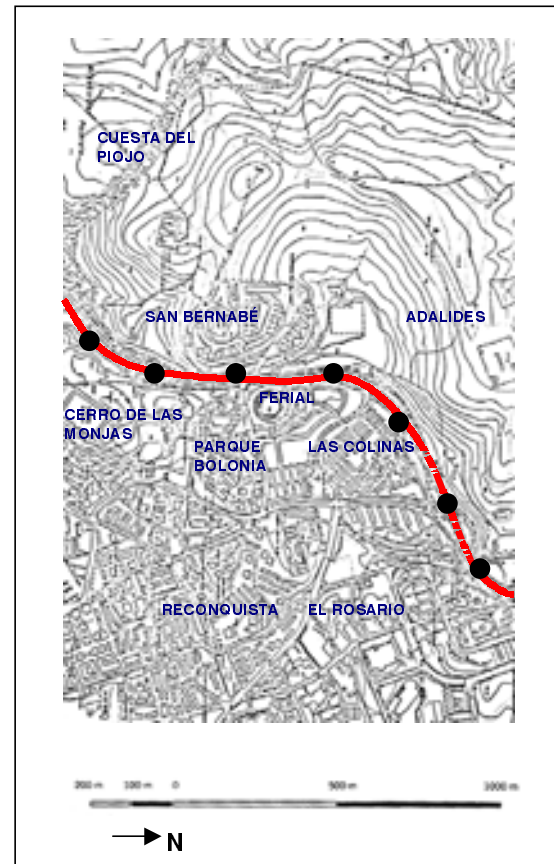 CUESTA DEL
PIOJO
SAN BERNABÉ
ADALIDES
FERIAL
CERRO DE LAS
MONJAS
PARQUE
BOLONIA
LAS COLINAS
RECONQUISTA
EL ROSARIO
200 m 100 m 0 500 m 1000 m
N